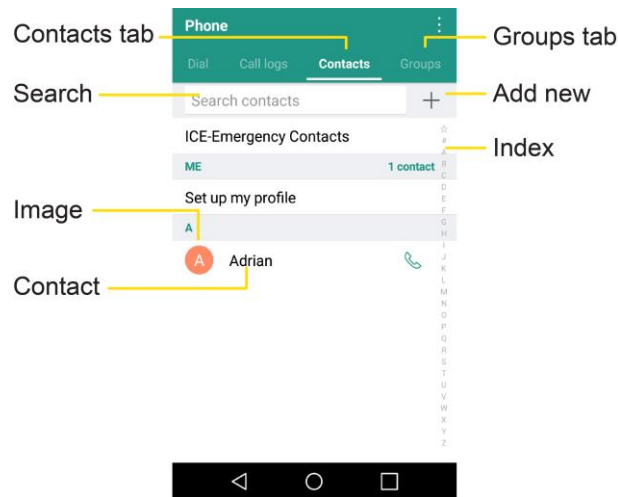 Contacts tab
Search
Image
Contact
Phone
Dial Call logs Contacts Groups
Search contacts
ICE-Emergency Contacts
ME 1 contact
Set up my profile
A
A Adrian
#
A
B
C
D
E
F
G
H
I
J
K
L
M
N
O
P
Q
R
S
T
U
V
W
X
Y
Z
Groups tab
Add new
Index